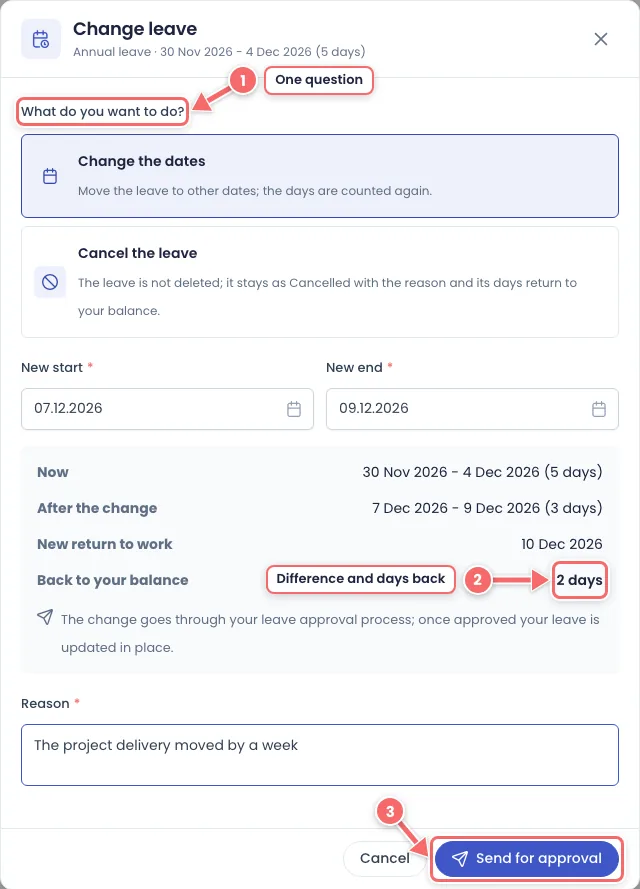 Change leave
Annual leave · 30 Nov 2026 - 4 Dec 2026 (5 days)
1
One question
What do you want to do?
Change the dates
Move the leave to other dates; the days are counted again.
Cancel the leave
The leave is not deleted; it stays as Cancelled with the reason and its days return to
your balance.
New start *
New end *
07.12.2026
09.12.2026
Now
30 Nov 2026 - 4 Dec 2026 (5 days)
After the change
7 Dec 2026 - 9 Dec 2026 (3 days)
New return to work
10 Dec 2026
Back to your balance
Difference and days back
2
2 days
The change goes through your leave approval process; once approved your leave is
updated in place.
Reason *
The project delivery moved by a week
3
Cancel
Send for approval